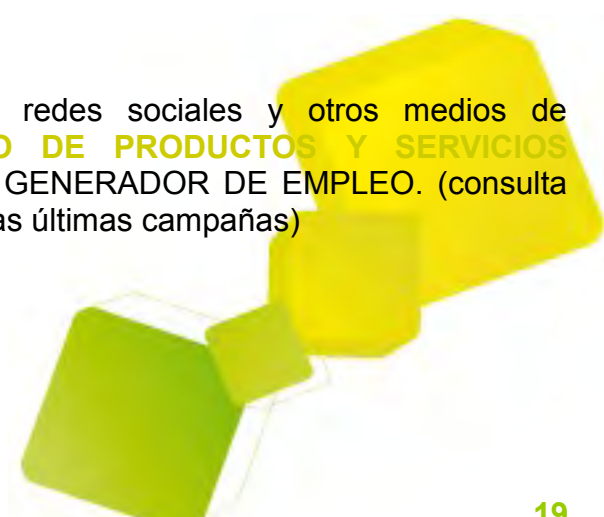 redes sociales y otros medios de
O DE PRODUCTOS Y SERVICIOS
GENERADOR DE EMPLEO. (consulta
as últimas campañas)
19